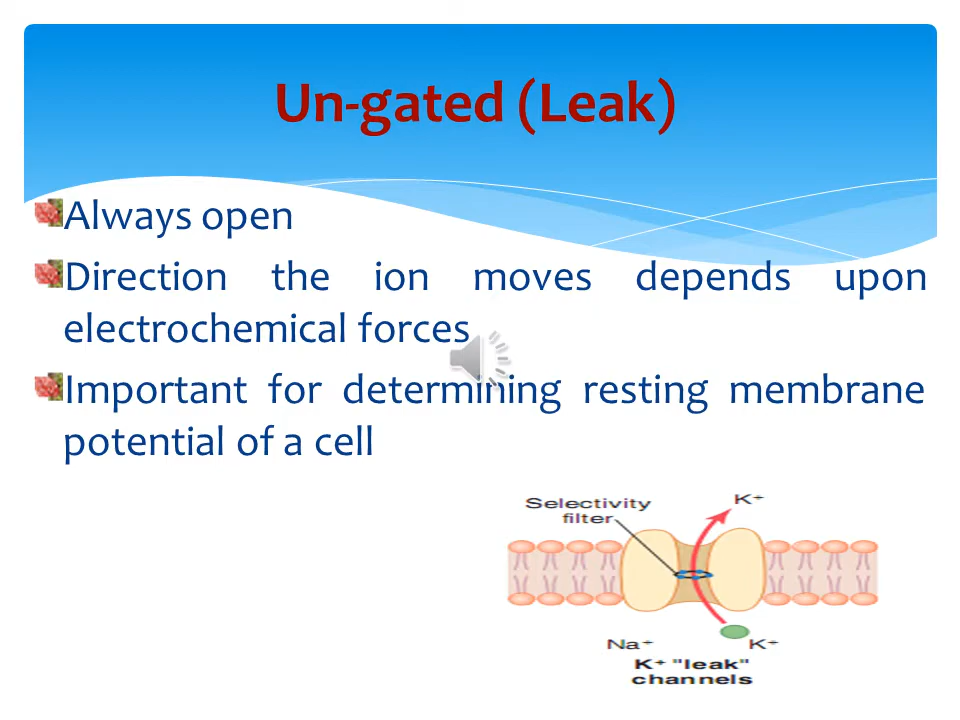 Un-gated (Leak)
Always open
Direction the ion moves depends upon
electrochemical forces
Important for determining resting membrane
potential of a cell
Selectivity
filter
K⁺
Na⁺ K⁺
K⁺ "leak"
channels